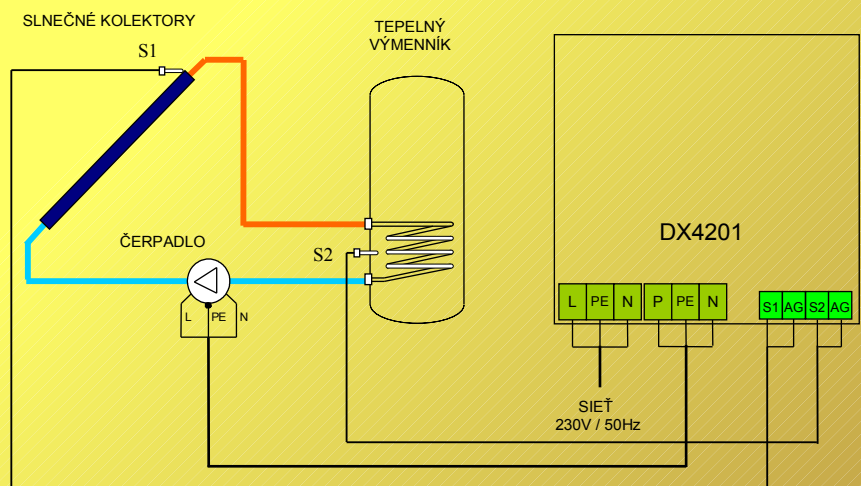 SLNEČNÉ KOLEKTORY
TEPELNÝ
VÝMENNÍK
S1
DX4201
ČERPADLO
S2
L PE N
L PE N P PE N
S1 AG S2 AG
SIEŤ
230V / 50Hz